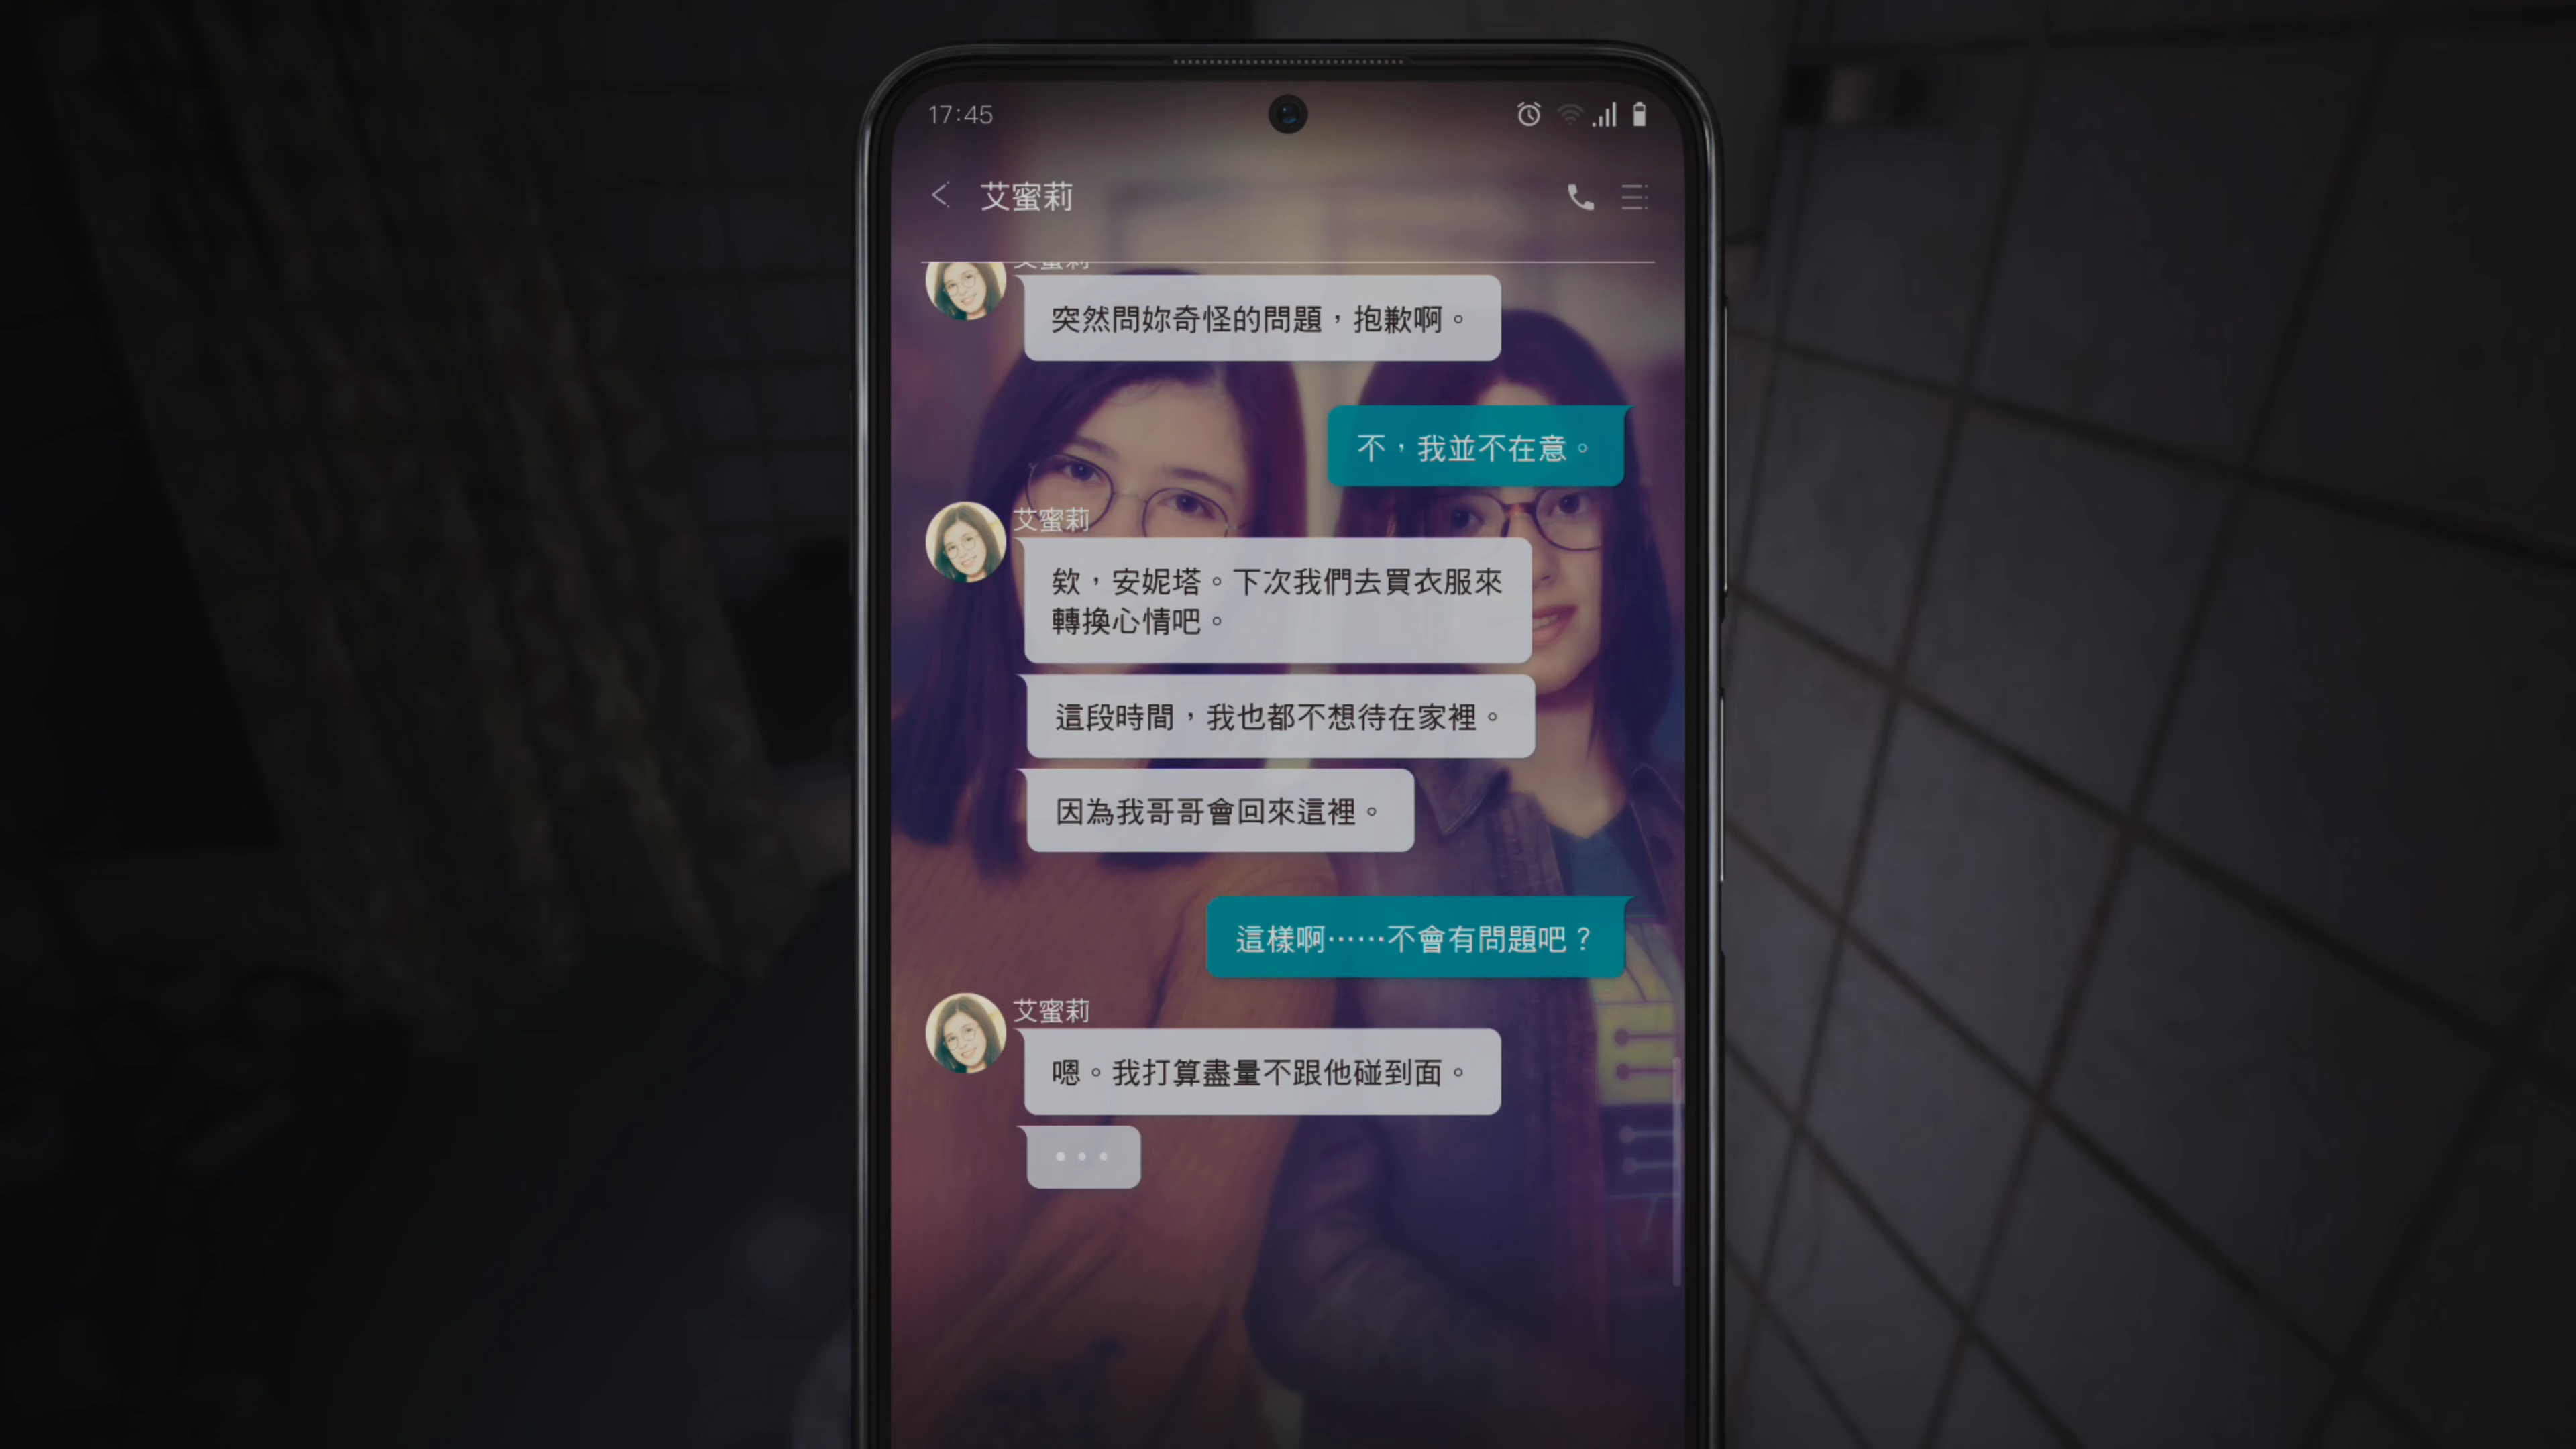 17:45
艾蜜莉
艾蜜莉
突然問妳奇怪的問題，抱歉啊。
不，我並不在意。
艾蜜莉
欸，安妮塔。下次我們去買衣服來
轉換心情吧。
這段時間，我也都不想待在家裡。
因為我哥哥會回來這裡。
這樣啊⋯⋯不會有問題吧？
艾蜜莉
嗯。我打算盡量不跟他碰到面。